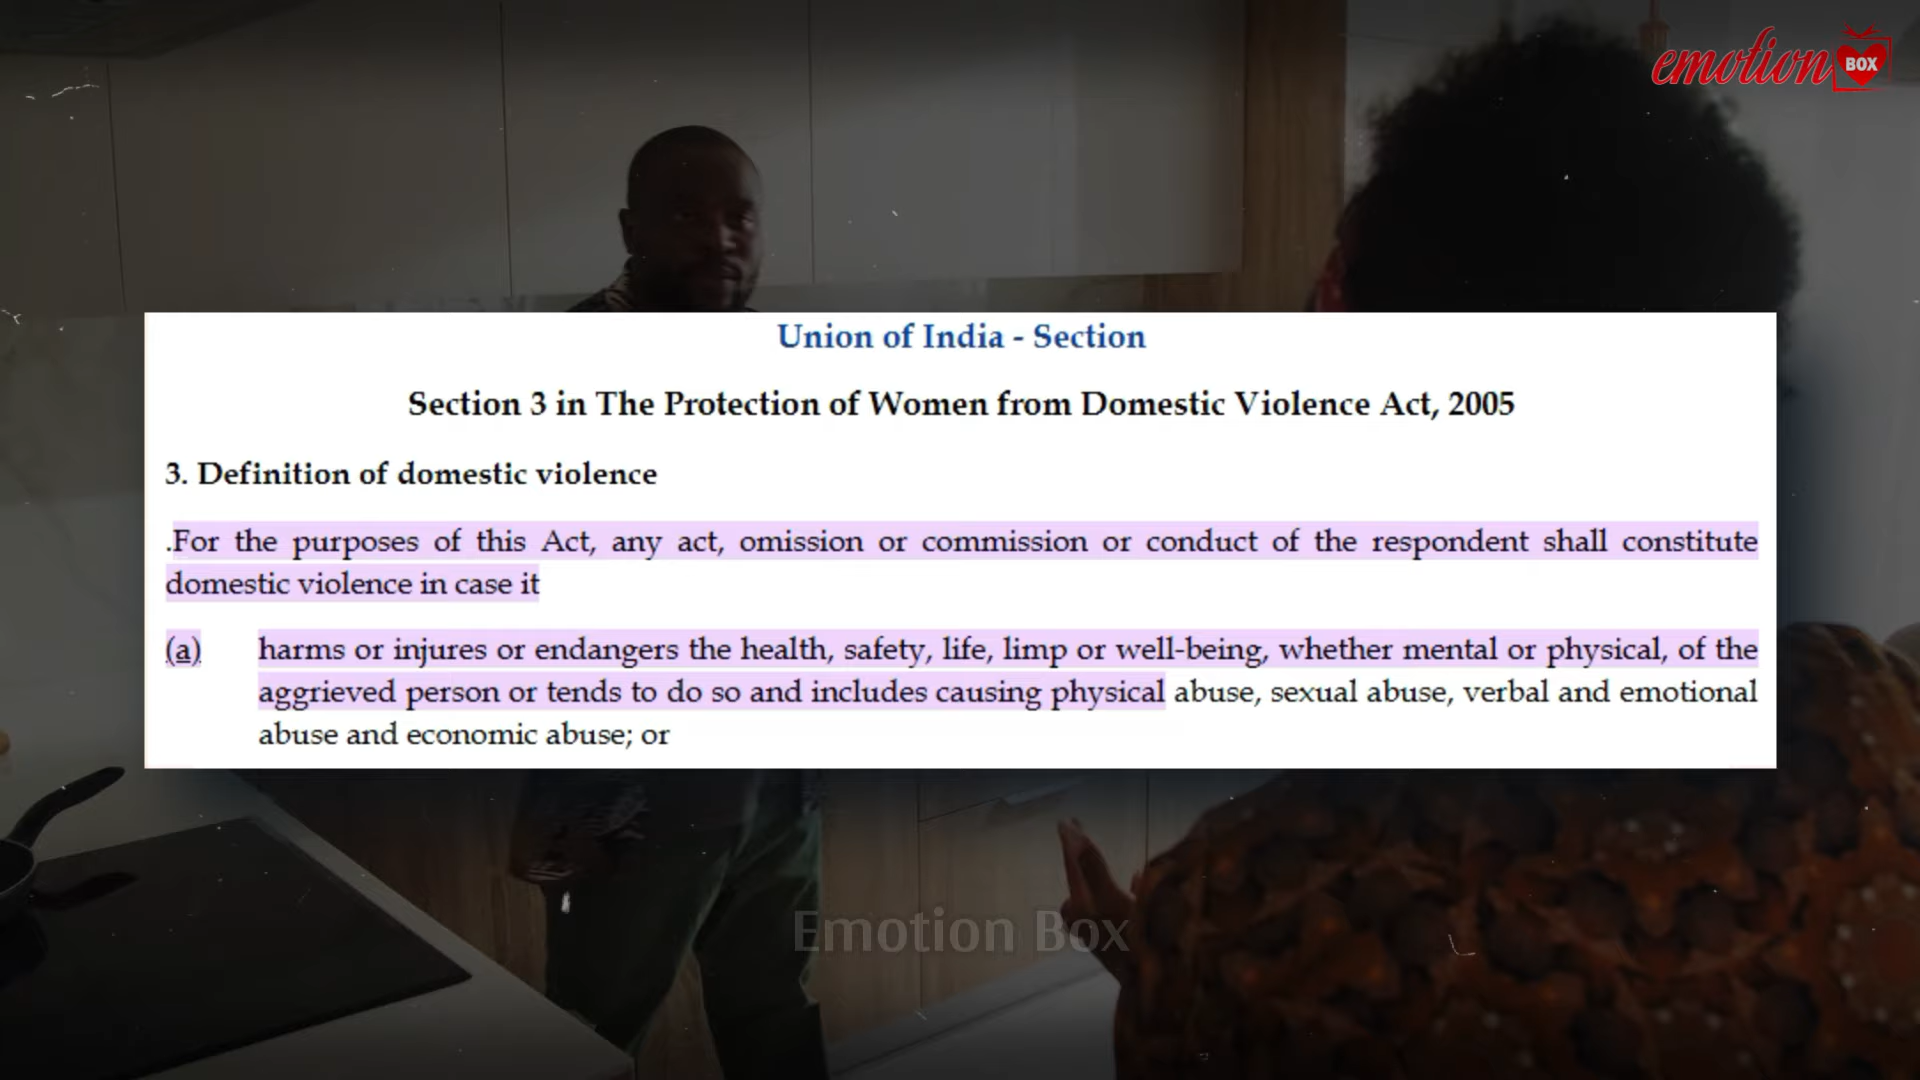 emotion BOX
Union of India - Section
Section 3 in The Protection of Women from Domestic Violence Act, 2005
3. Definition of domestic violence
.For the purposes of this Act, any act, omission or commission or conduct of the respondent shall constitute
domestic violence in case it
(a) harms or injures or endangers the health, safety, life, limp or well-being, whether mental or physical, of the
aggrieved person or tends to do so and includes causing physical abuse, sexual abuse, verbal and emotional
abuse and economic abuse; or
Emotion Box